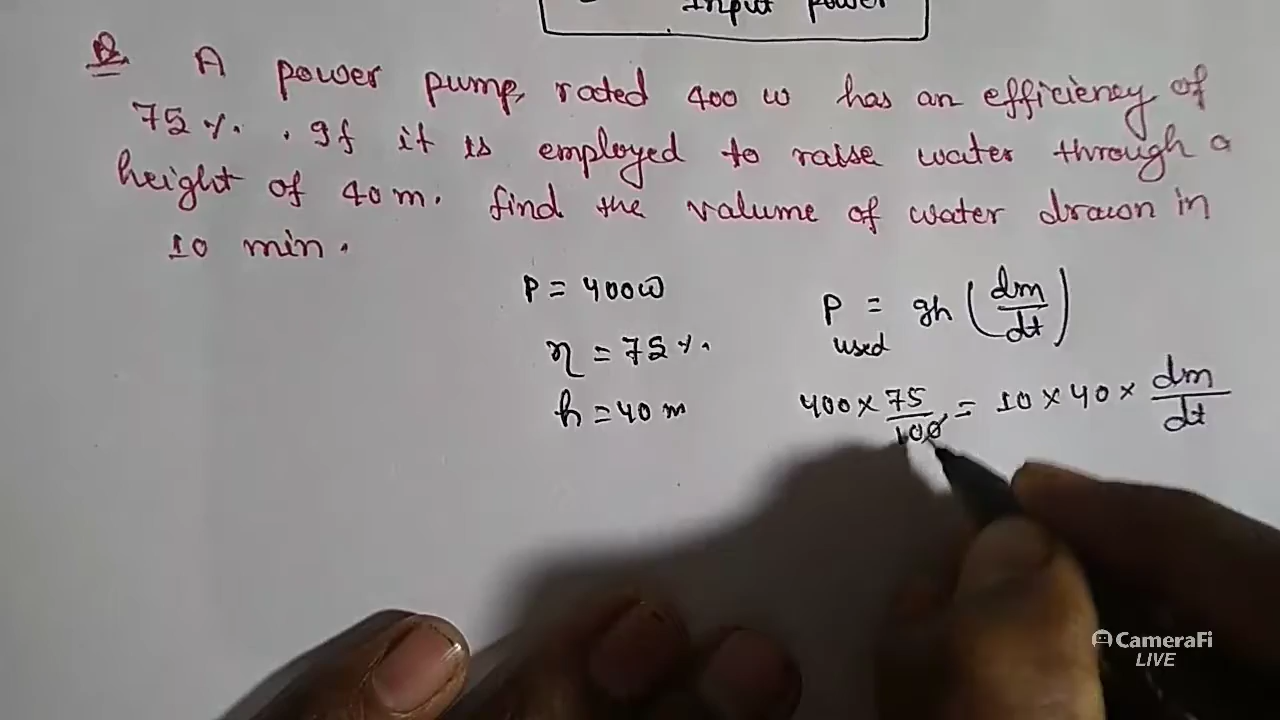 Input power
Q. A power pump, rated 400 W has an efficieney of
75 %. . If it is employed to raise water through a
height of 40 m. find the valume of water drawn in
10 min.
P = 400W
η = 75 %.
h = 40 m
P = gh (dm/dt)
used
400 × 75/100 = 10 × 40 × dm/dt
CameraFi
LIVE